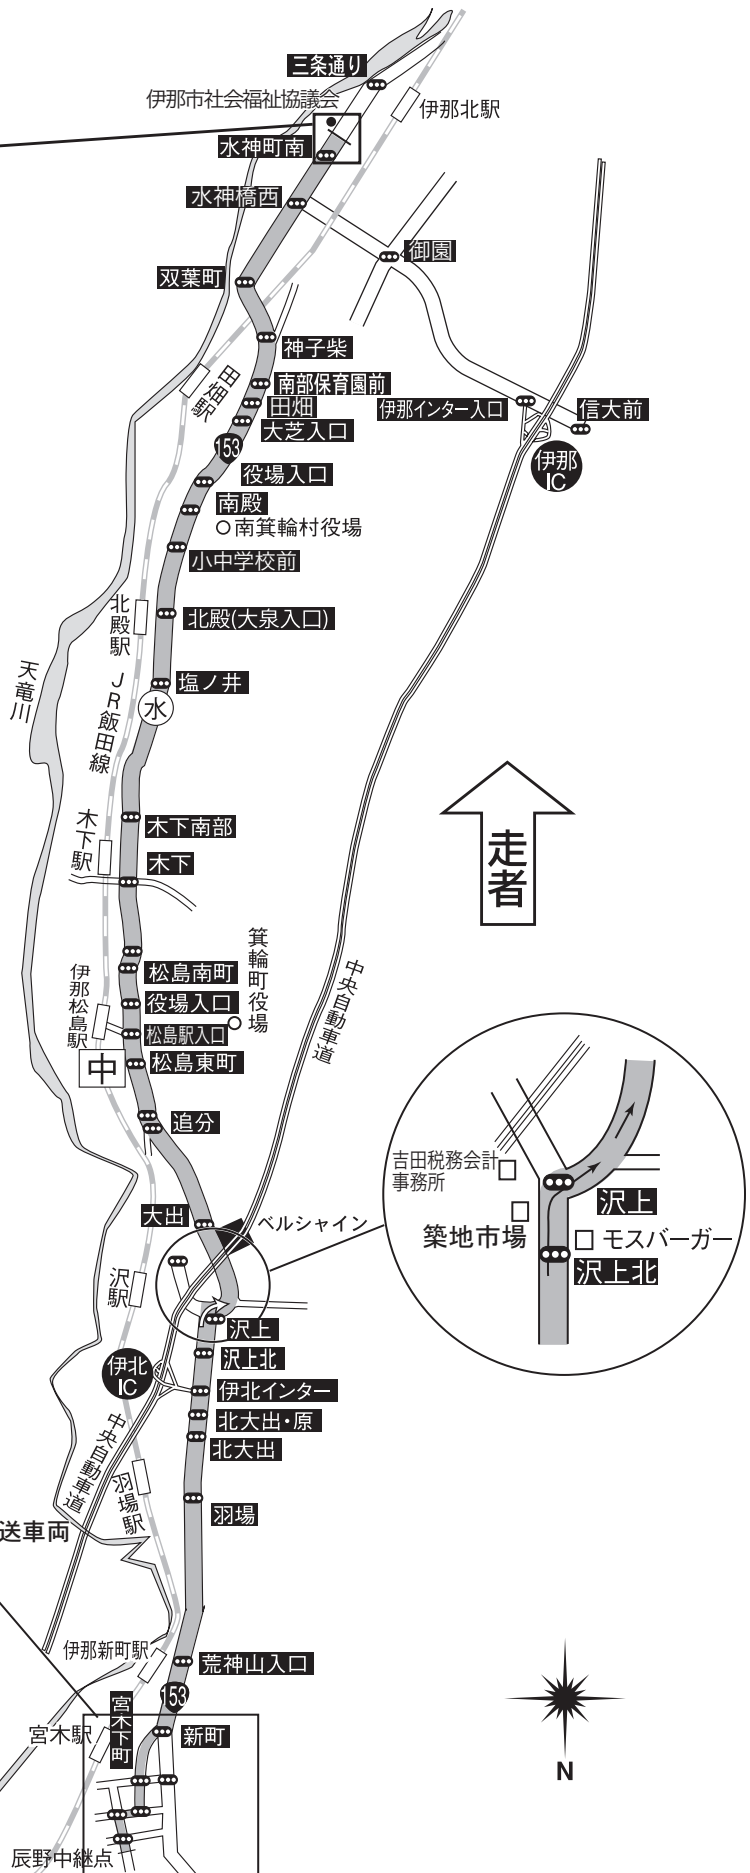 三条通り
伊那市社会福祉協議会
伊那北駅
水神町南
水神橋西
御園
双葉町
神子柴
田畑駅
南部保育園前
田畑
伊那インター入口
信大前
大芝入口
153
伊那
IC
役場入口
南殿
南箕輪村役場
小中学校前
北殿駅
北殿(大泉入口)
天竜川
塩ノ井
JR飯田線
水
木下駅
木下南部
走者
木下
箕輪町役場
伊那松島駅
松島南町
中央自動車道
役場入口
松島駅入口
中
松島東町
追分
吉田税務会計
事務所
沢上
大出
ベルシャイン
築地市場
モスバーガー
沢上北
沢駅
沢上
沢上北
伊北
IC
伊北インター
北大出・原
北大出
中央自動車道
羽場駅
羽場
送車両
伊那新町駅
荒神山入口
153
宮木駅
宮木下町
新町
N
辰野中継点